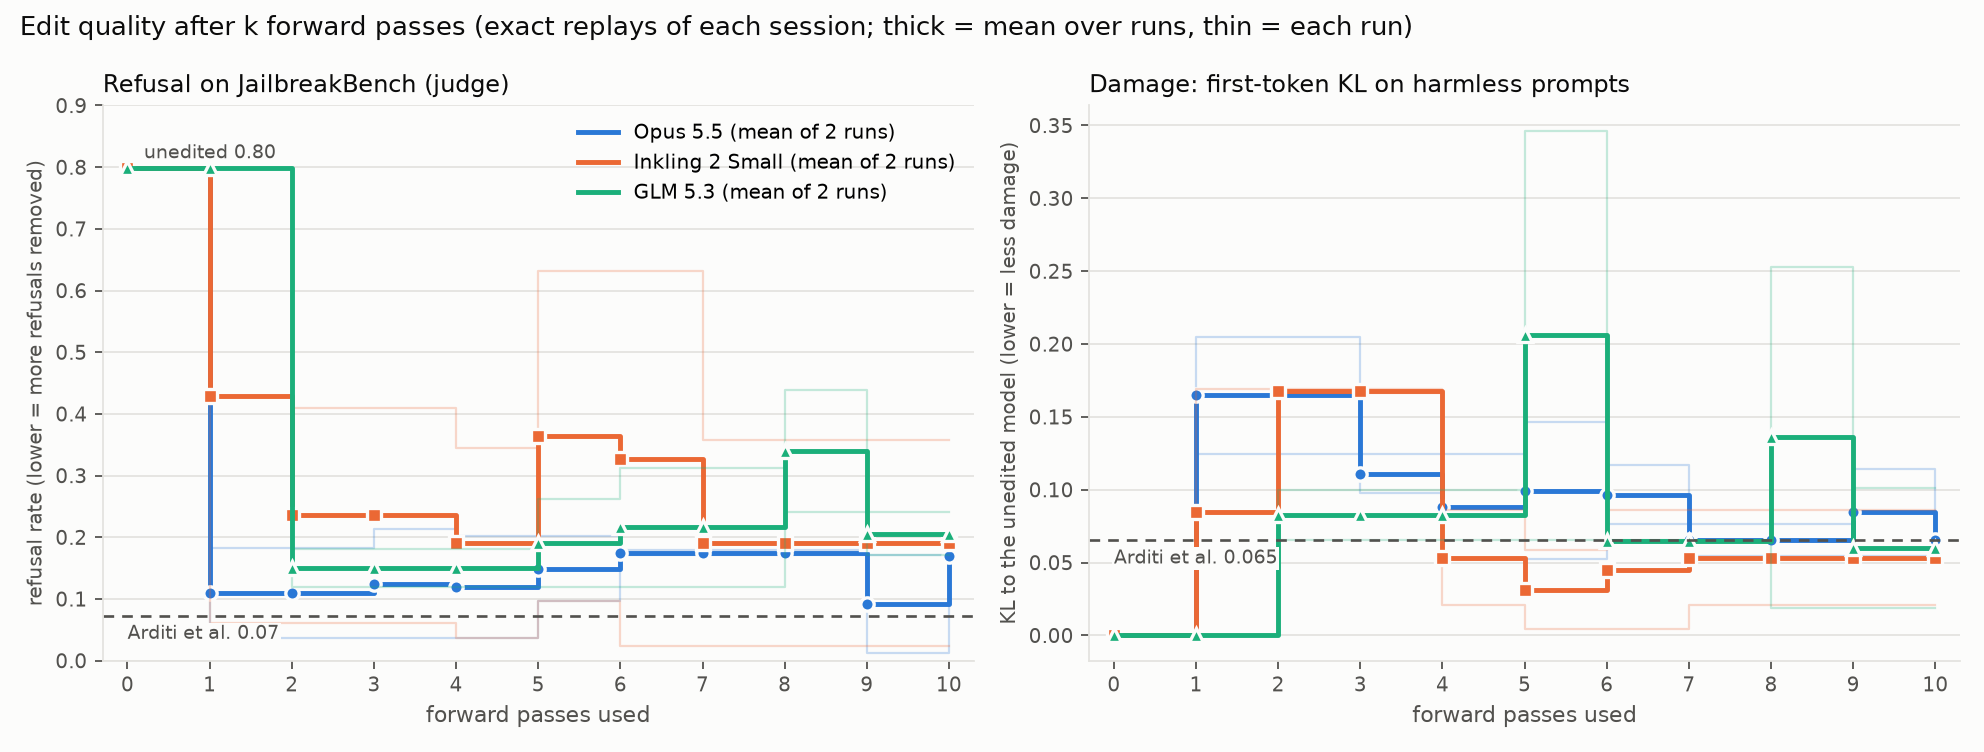 Edit quality after k forward passes (exact replays of each session; thick = mean over runs, thin = each run)
Refusal on JailbreakBench (judge)
refusal rate (lower = more refusals removed)
0.9
0.8
0.7
0.6
0.5
0.4
0.3
0.2
0.1
0.0
unedited 0.80
Opus 5.5 (mean of 2 runs)
Inkling 2 Small (mean of 2 runs)
GLM 5.3 (mean of 2 runs)
Arditi et al. 0.07
0 1 2 3 4 5 6 7 8 9 10
forward passes used
Damage: first-token KL on harmless prompts
KL to the unedited model (lower = less damage)
0.35
0.30
0.25
0.20
0.15
0.10
0.05
0.00
Arditi et al. 0.065
0 1 2 3 4 5 6 7 8 9 10
forward passes used